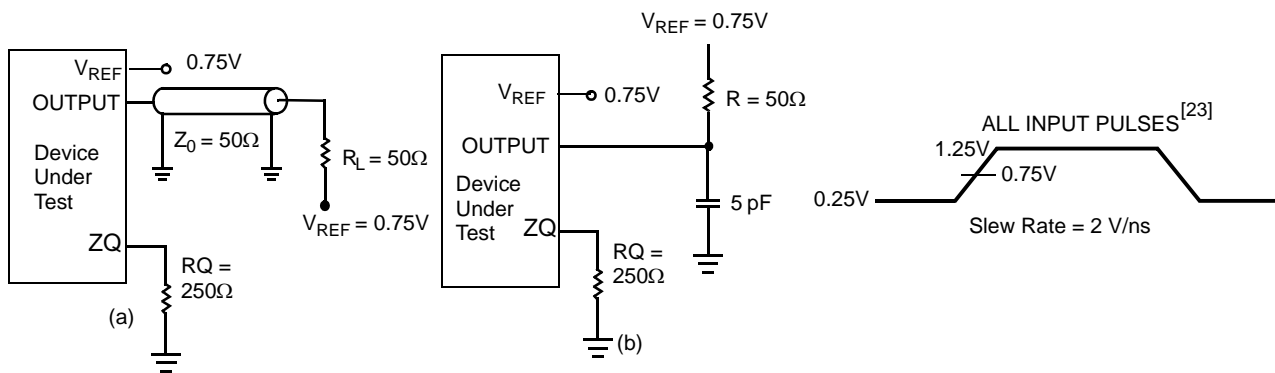 V_REF 0.75V
OUTPUT
Z_0 = 50Ω
Device
Under
Test
R_L = 50Ω
V_REF = 0.75V
ZQ
RQ =
250Ω
(a)
V_REF = 0.75V
R = 50Ω
V_REF 0.75V
OUTPUT
Device
Under
Test
5 pF
ZQ
RQ =
250Ω
(b)
ALL INPUT PULSES[23]
1.25V
0.75V
0.25V
Slew Rate = 2 V/ns